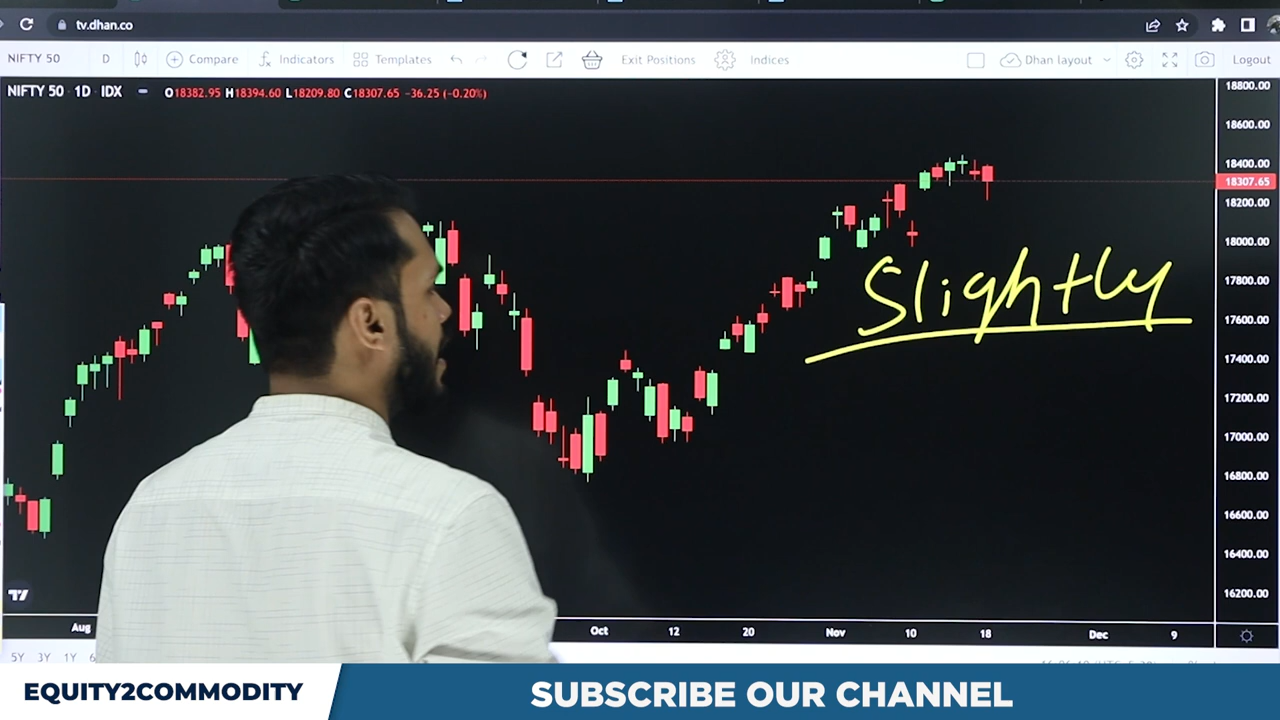 tv.dhan.co
NIFTY 50 D Compare Indicators Templates Exit Positions Indices Dhan layout Logout
NIFTY 50 1D IDX O18382.95 H18394.60 L18209.80 C18307.65 −36.25 (−0.20%)
18800.00
18600.00
18400.00
18307.65
18200.00
18000.00
Slightly
17800.00
17600.00
17400.00
17200.00
17000.00
16800.00
16600.00
16400.00
16200.00
Aug Oct 12 20 Nov 10 18 Dec 9
5Y 3Y 1Y
EQUITY2COMMODITY SUBSCRIBE OUR CHANNEL